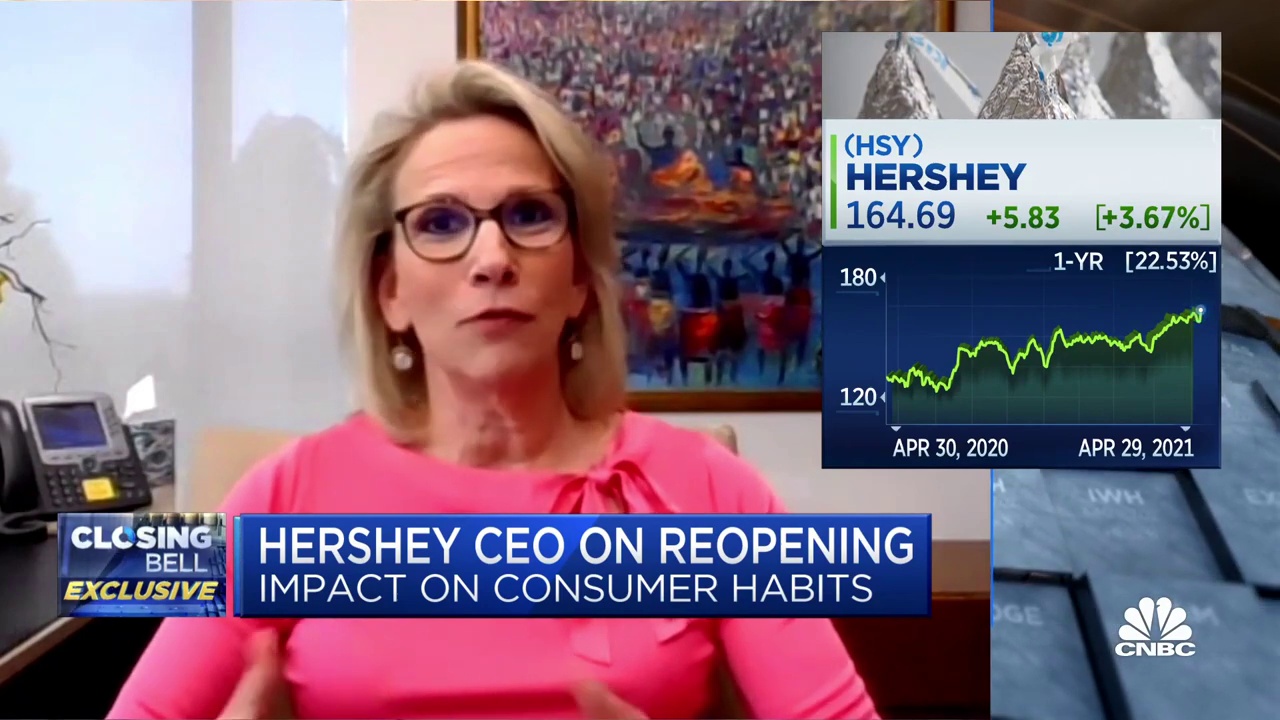 (HSY)
HERSHEY
164.69 +5.83 [+3.67%]
1-YR [22.53%]
180
120
APR 30, 2020 APR 29, 2021
CLOSING
BELL
EXCLUSIVE
HERSHEY CEO ON REOPENING
IMPACT ON CONSUMER HABITS
IWH
CNBC